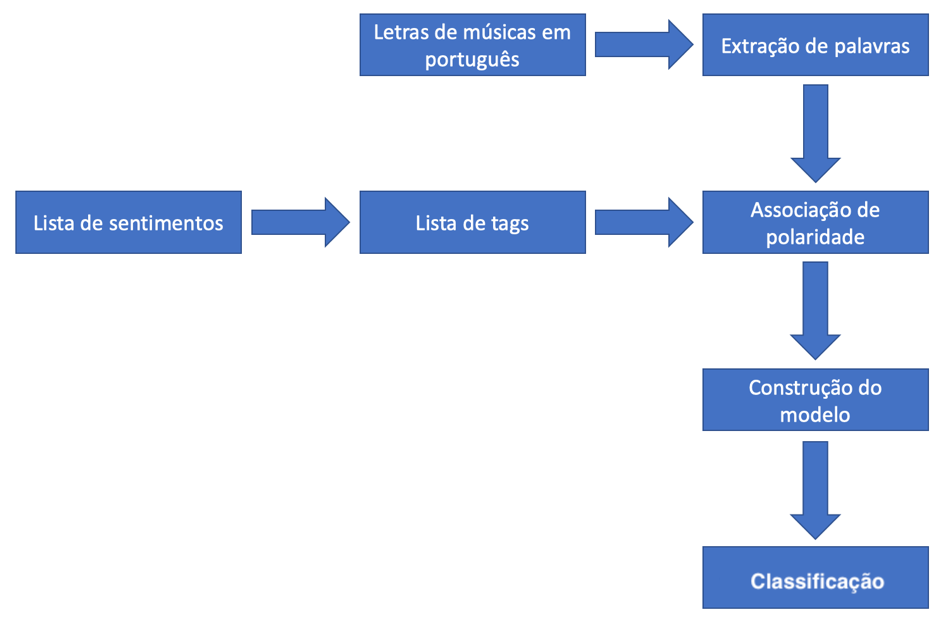 Letras de músicas em
português
Extração de palavras
Lista de sentimentos
Lista de tags
Associação de
polaridade
Construção do
modelo
Classificação